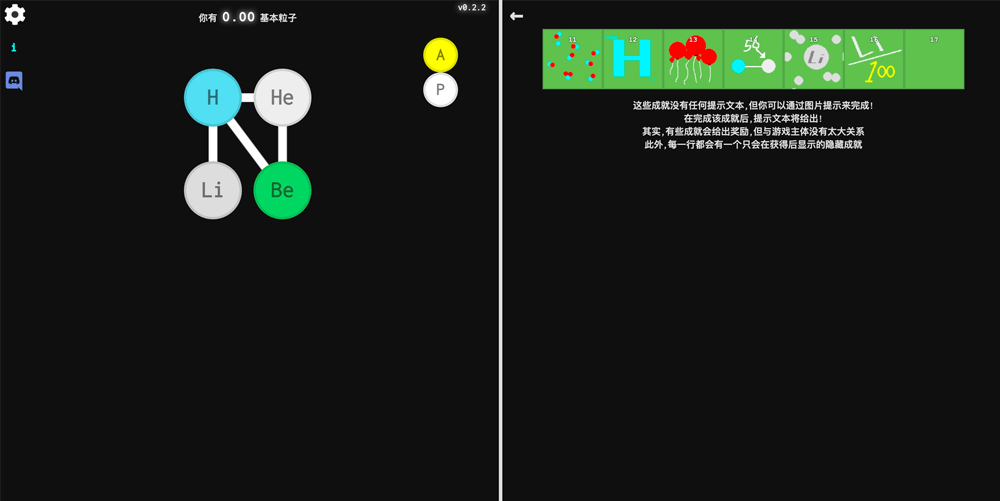 v0.2.2
你有 0.00 基本粒子
i
A
P
H
He
Li
Be
←
11
12
13
14
15
16
17
H
56
Li
Li
100
这些成就没有任何提示文本,但你可以通过图片提示来完成!
在完成该成就后,提示文本将给出!
其实,有些成就会给出奖励,但与游戏主体没有太大关系
此外,每一行都会有一个只会在获得后显示的隐藏成就